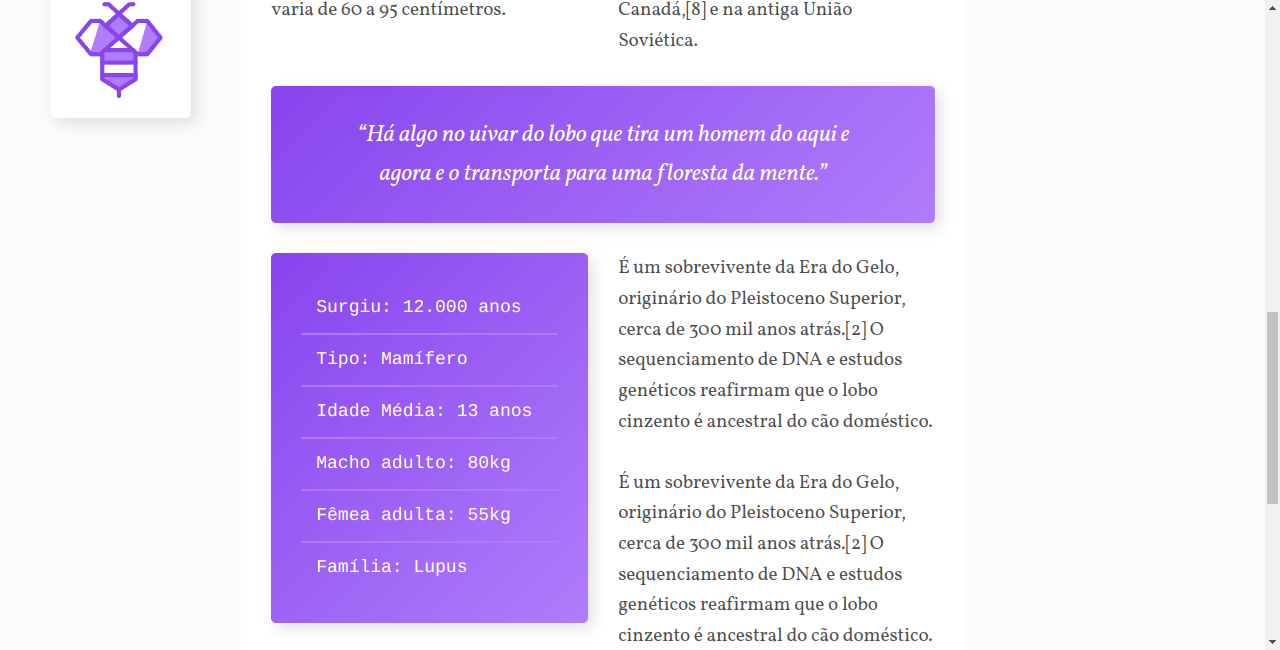 varia de 60 a 95 centímetros.
Canadá,[8] e na antiga União
Soviética.
“Há algo no uivar do lobo que tira um homem do aqui e
agora e o transporta para uma floresta da mente.”
Surgiu: 12.000 anos
Tipo: Mamífero
Idade Média: 13 anos
Macho adulto: 80kg
Fêmea adulta: 55kg
Família: Lupus
É um sobrevivente da Era do Gelo,
originário do Pleistoceno Superior,
cerca de 300 mil anos atrás.[2] O
sequenciamento de DNA e estudos
genéticos reafirmam que o lobo
cinzento é ancestral do cão doméstico.
É um sobrevivente da Era do Gelo,
originário do Pleistoceno Superior,
cerca de 300 mil anos atrás.[2] O
sequenciamento de DNA e estudos
genéticos reafirmam que o lobo
cinzento é ancestral do cão doméstico.